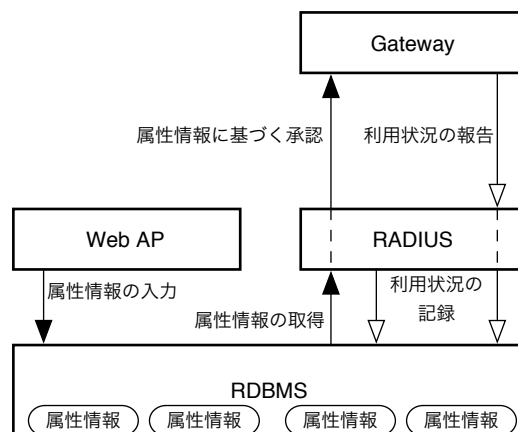 Gateway
属性情報に基づく承認
利用状況の報告
Web AP
RADIUS
属性情報の入力
属性情報の取得
利用状況の
記録
RDBMS
属性情報
属性情報
属性情報
属性情報